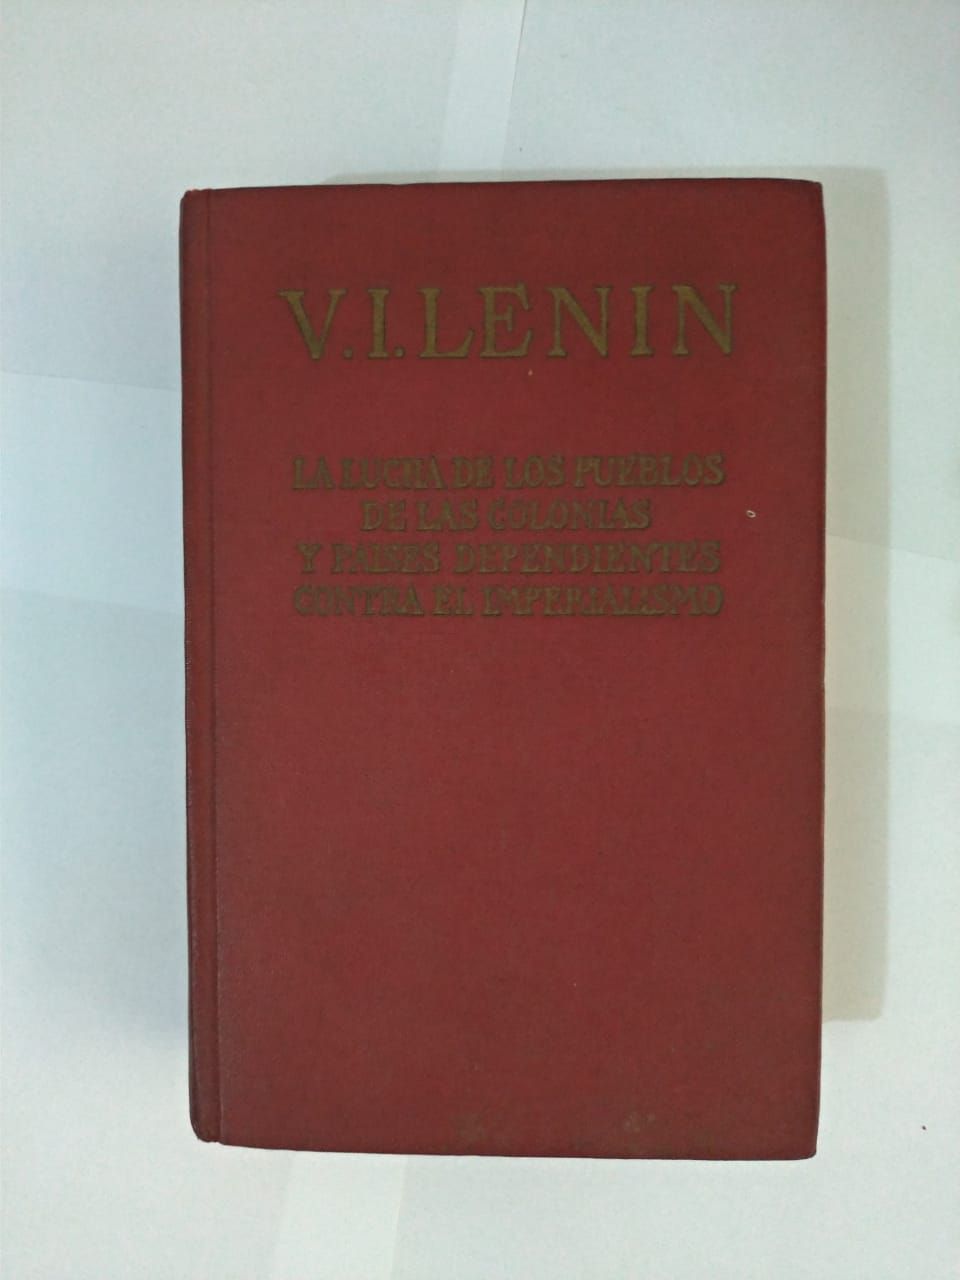 V. I. LENIN
LA LUCHA DE LOS PUEBLOS
DE LAS COLONIAS
Y PAISES DEPENDIENTES
CONTRA EL IMPERIALISMO